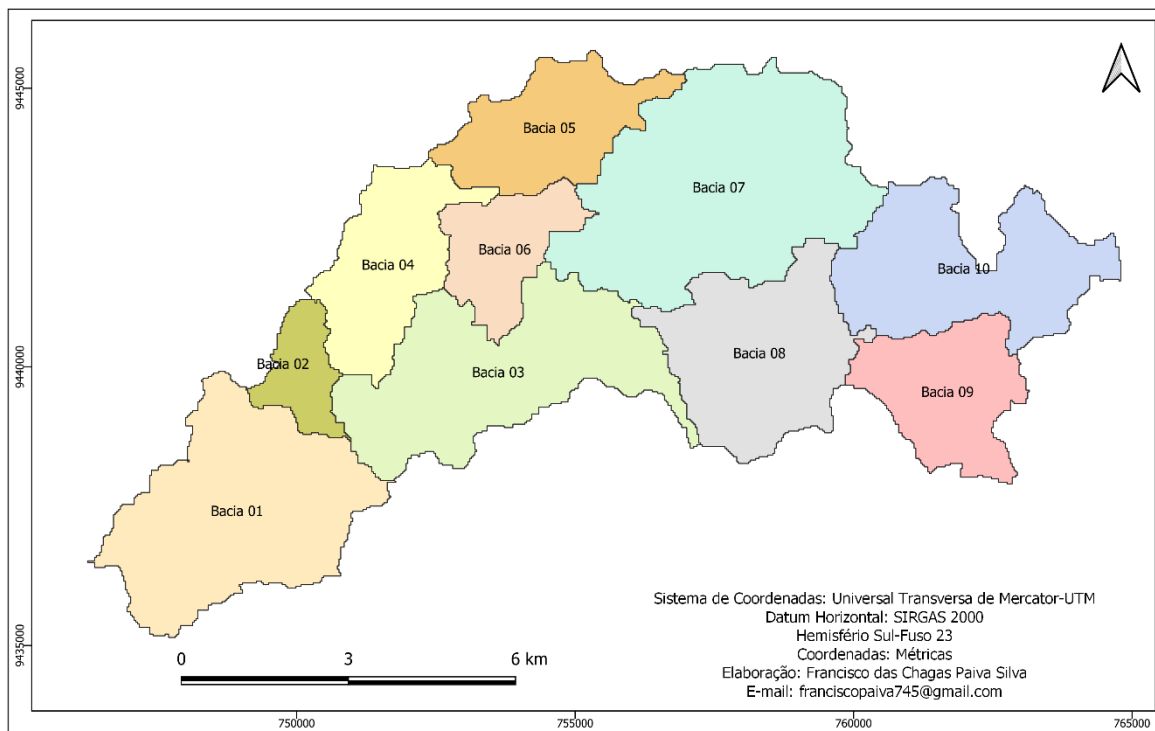 9445000
Bacia 05
Bacia 07
Bacia 06
Bacia 04
Bacia 10
9440000
Bacia 02
Bacia 03
Bacia 08
Bacia 09
Bacia 01
9435000
Sistema de Coordenadas: Universal Transversa de Mercator-UTM
Datum Horizontal: SIRGAS 2000
Hemisfério Sul-Fuso 23
Coordenadas: Métricas
Elaboração: Francisco das Chagas Paiva Silva
E-mail: franciscopaiva745@gmail.com
0 3 6 km
750000 755000 760000 765000